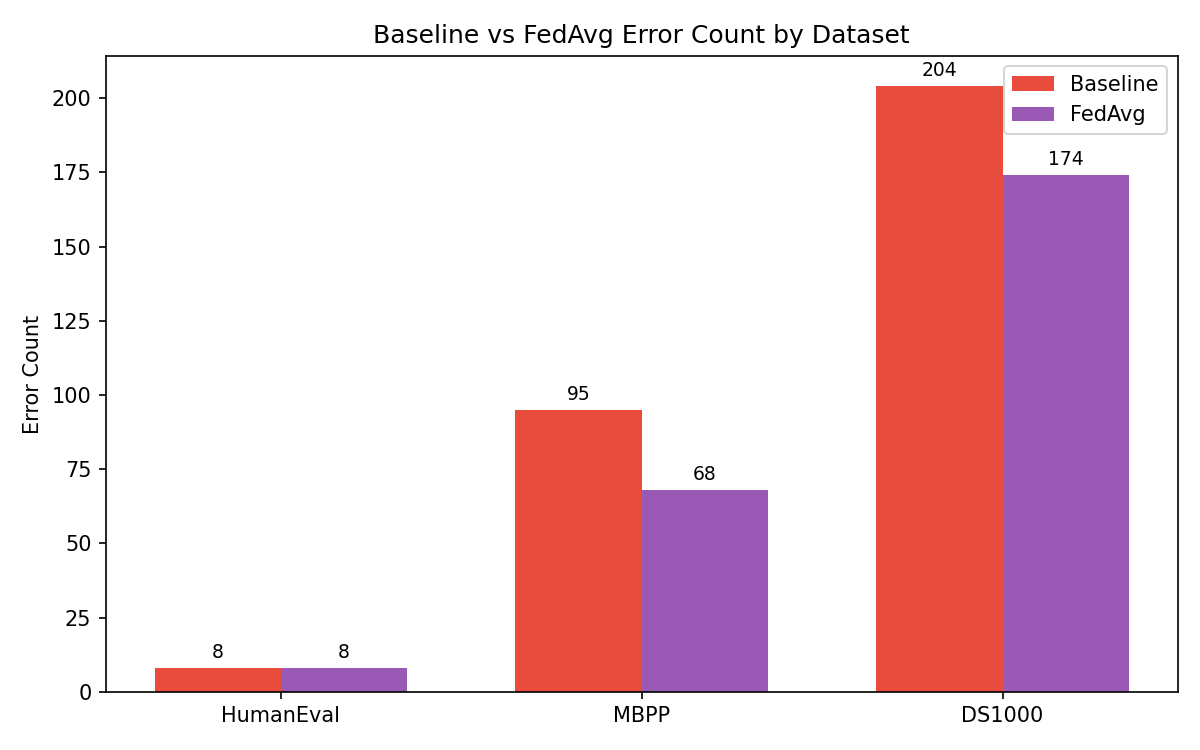 Baseline vs FedAvg Error Count by Dataset
Error Count
200
175
150
125
100
75
50
25
0
204
174
95
68
8
8
Baseline
FedAvg
HumanEval
MBPP
DS1000